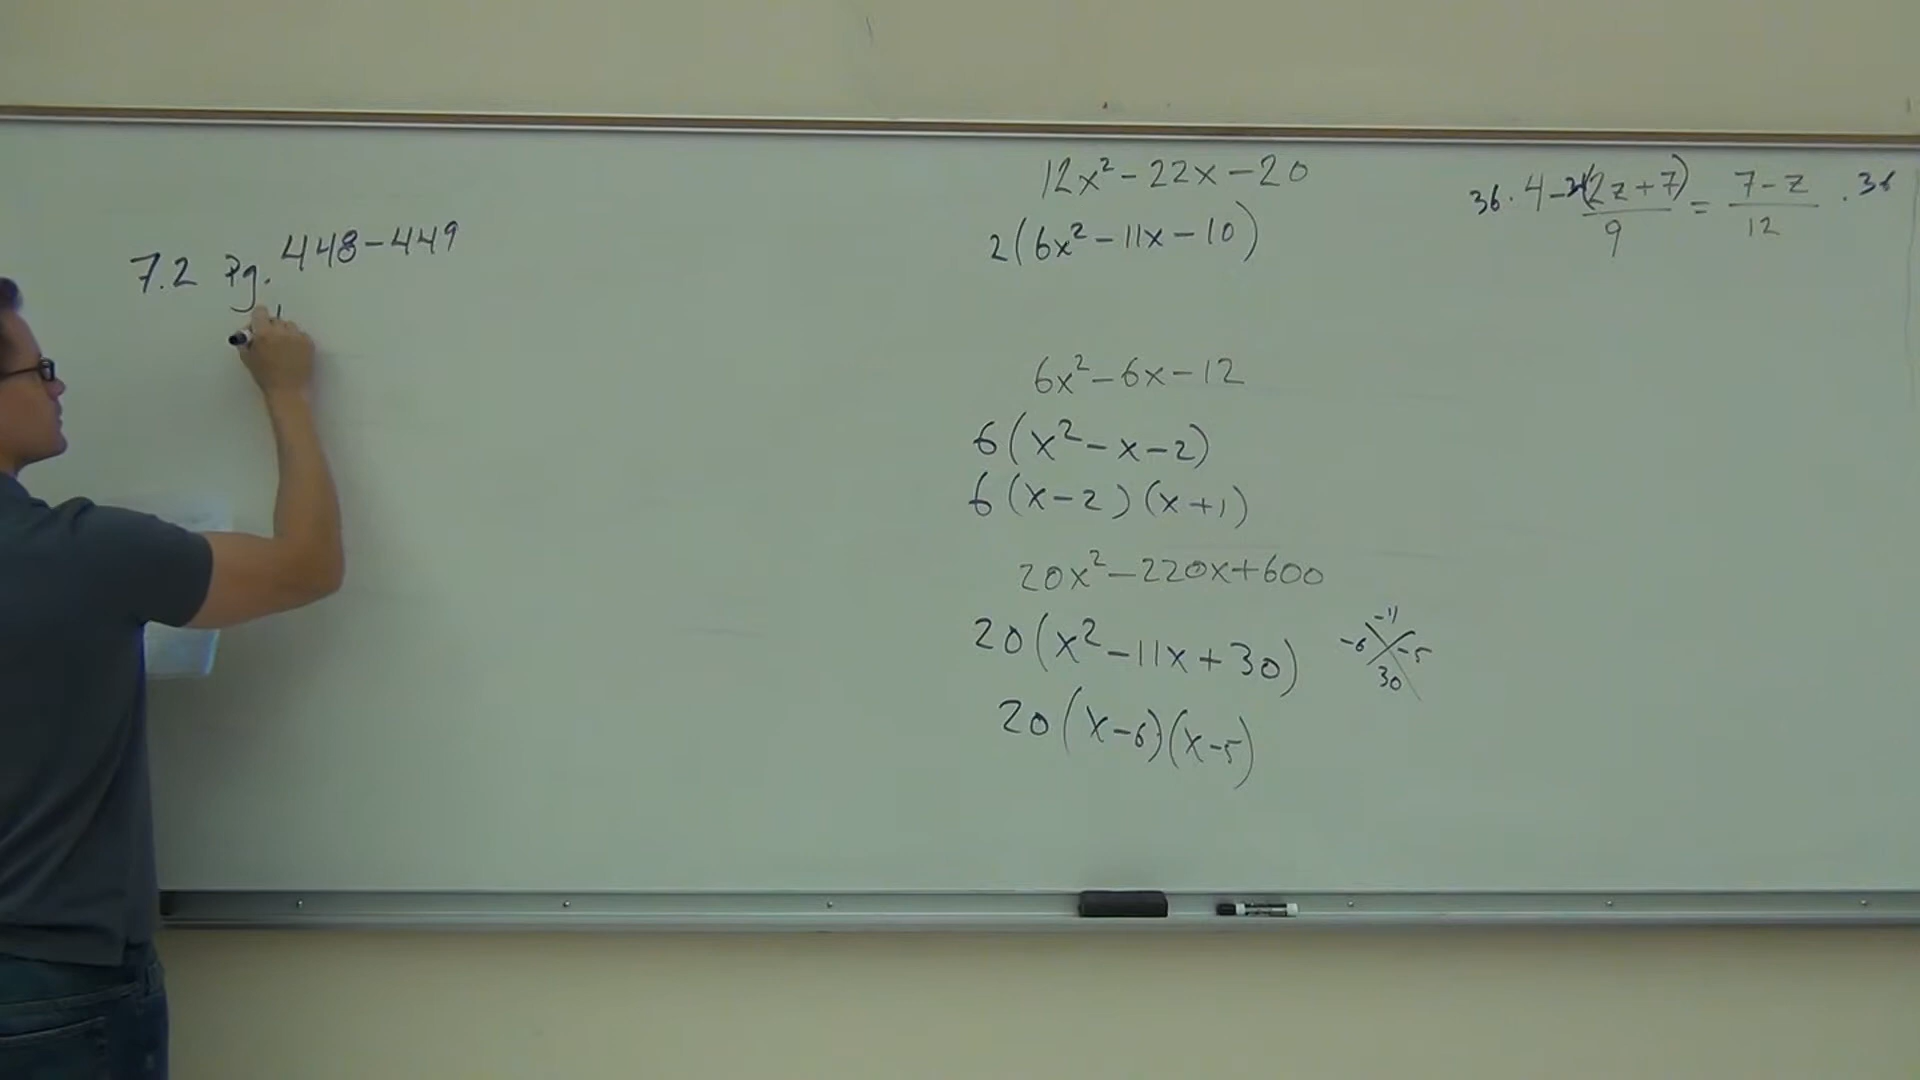 7.2 Pg. 448-449
12x² - 22x - 20
2(6x² - 11x - 10)
6x² - 6x - 12
6(x² - x - 2)
6(x - 2)(x + 1)
20x² - 220x + 600
20(x² - 11x + 30)
-11
-6 -5
30
20(x - 6)(x - 5)
36 · 4 - (2z + 7)/9 = (7 - z)/12 · 36